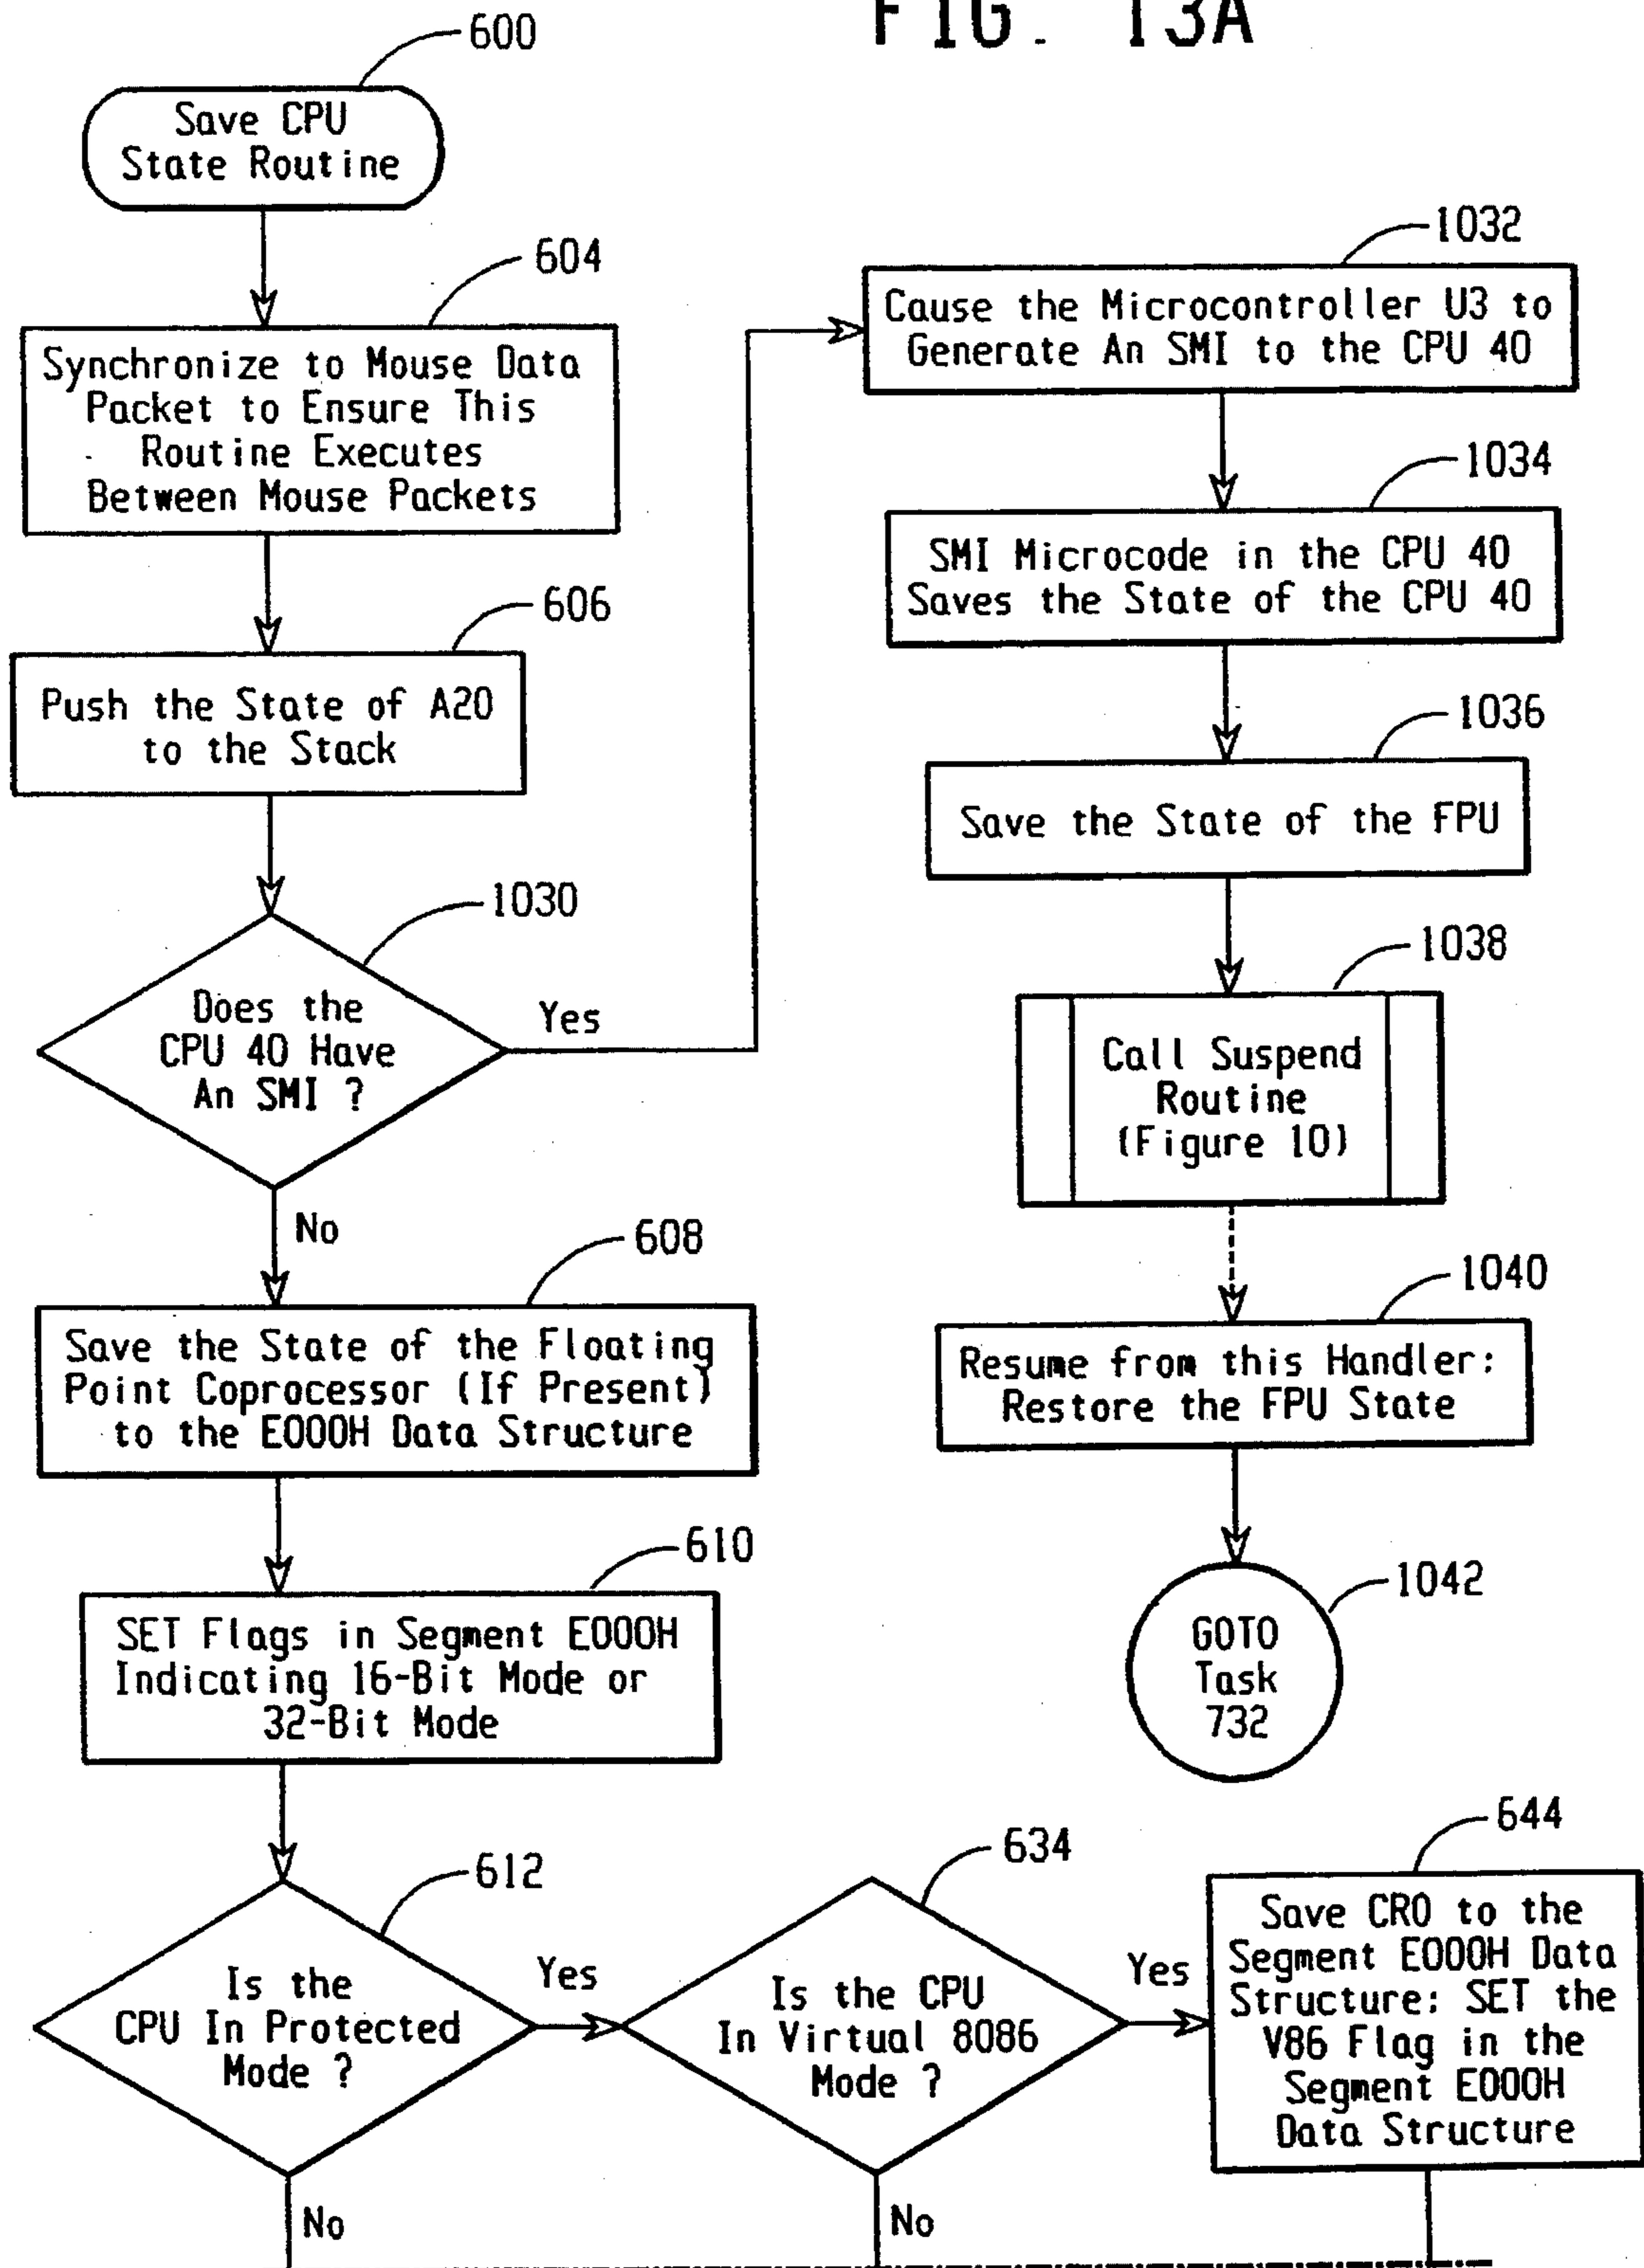 FIG. 13A
600
Save CPU
State Routine
604
Synchronize to Mouse Data
Packet to Ensure This
Routine Executes
Between Mouse Packets
606
Push the State of A20
to the Stack
1030
Does the
CPU 40 Have
An SMI ?
Yes
No
1032
Cause the Microcontroller U3 to
Generate An SMI to the CPU 40
1034
SMI Microcode in the CPU 40
Saves the State of the CPU 40
1036
Save the State of the FPU
1038
Call Suspend
Routine
(Figure 10)
1040
Resume from this Handler:
Restore the FPU State
1042
GOTO
Task
732
608
Save the State of the Floating
Point Coprocessor (If Present)
to the E000H Data Structure
610
SET Flags in Segment E000H
Indicating 16-Bit Mode or
32-Bit Mode
612
Is the
CPU In Protected
Mode ?
Yes
No
634
Is the CPU
In Virtual 8086
Mode ?
Yes
No
644
Save CR0 to the
Segment E000H Data
Structure: SET the
V86 Flag in the
Segment E000H
Data Structure